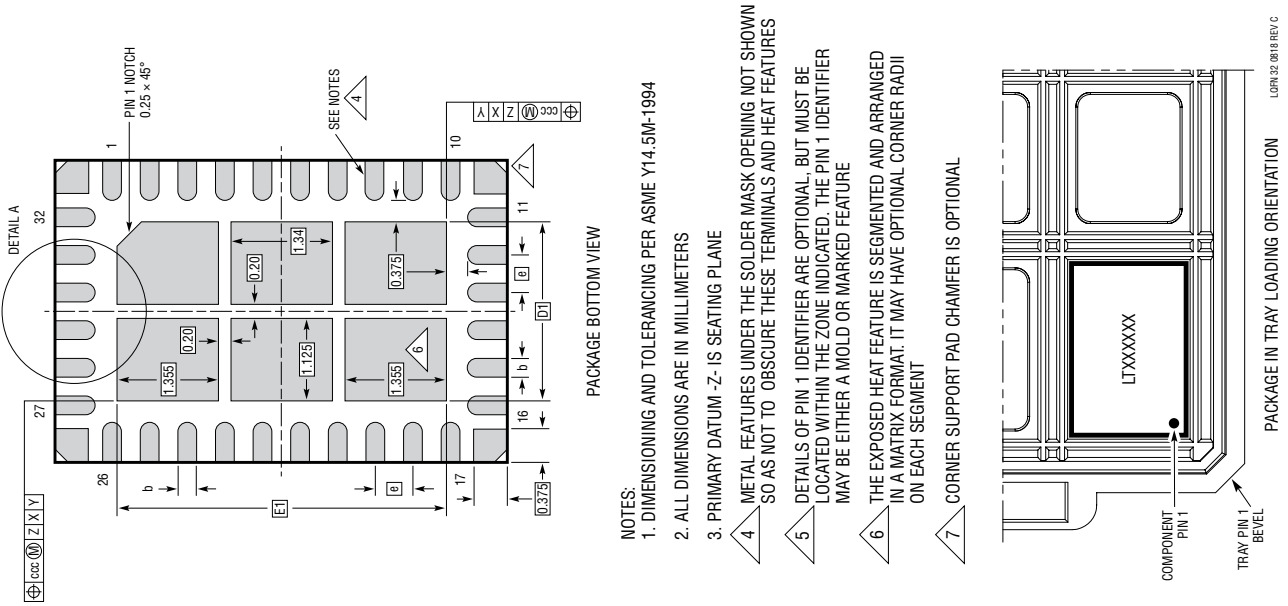 DETAIL A
⌖ ccc Ⓜ Z X Y
27
32
PIN 1 NOTCH
0.25 × 45°
26
1
b
1.355
0.20
0.20
SEE NOTES
4
E1
1.125
1.34
e
1.355
6
0.375
17
10
⌖ ccc Ⓜ Z X Y
0.375
16
b
e
11
7
D1
PACKAGE BOTTOM VIEW
NOTES:
1. DIMENSIONING AND TOLERANCING PER ASME Y14.5M-1994
2. ALL DIMENSIONS ARE IN MILLIMETERS
3. PRIMARY DATUM -Z- IS SEATING PLANE
4 METAL FEATURES UNDER THE SOLDER MASK OPENING NOT SHOWN
SO AS NOT TO OBSCURE THESE TERMINALS AND HEAT FEATURES
5 DETAILS OF PIN 1 IDENTIFIER ARE OPTIONAL, BUT MUST BE
LOCATED WITHIN THE ZONE INDICATED. THE PIN 1 IDENTIFIER
MAY BE EITHER A MOLD OR MARKED FEATURE
6 THE EXPOSED HEAT FEATURE IS SEGMENTED AND ARRANGED
IN A MATRIX FORMAT. IT MAY HAVE OPTIONAL CORNER RADII
ON EACH SEGMENT
7 CORNER SUPPORT PAD CHAMFER IS OPTIONAL
LTXXXXXX
COMPONENT
PIN 1
TRAY PIN 1
BEVEL
PACKAGE IN TRAY LOADING ORIENTATION
LQFN 32 0818 REV C